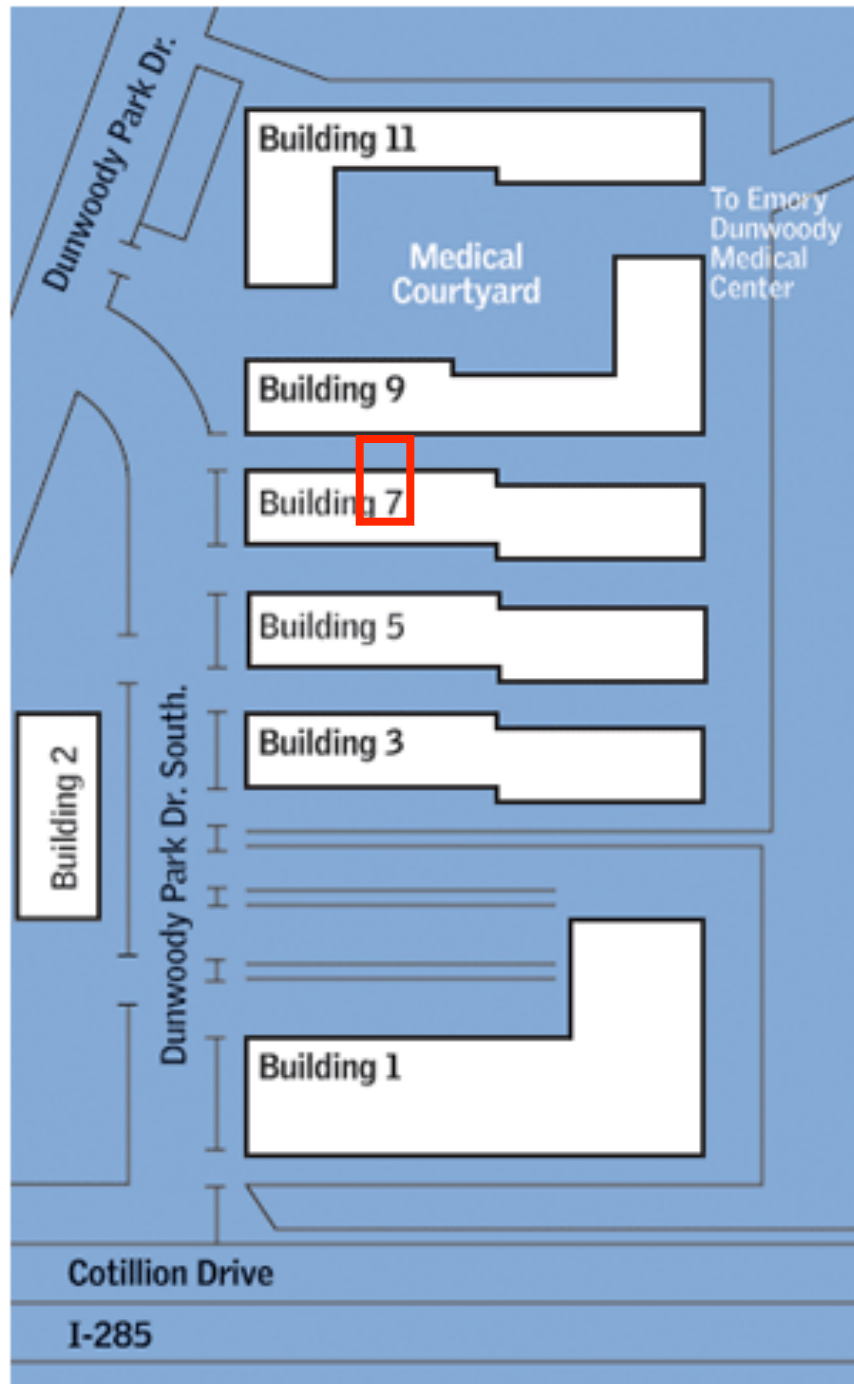 Dunwoody Park Dr.
Building 11
To Emory
Dunwoody
Medical
Center
Medical
Courtyard
Building 9
Building 7
Building 5
Building 3
Building 2
Dunwoody Park Dr. South.
Building 1
Cotillion Drive
I-285